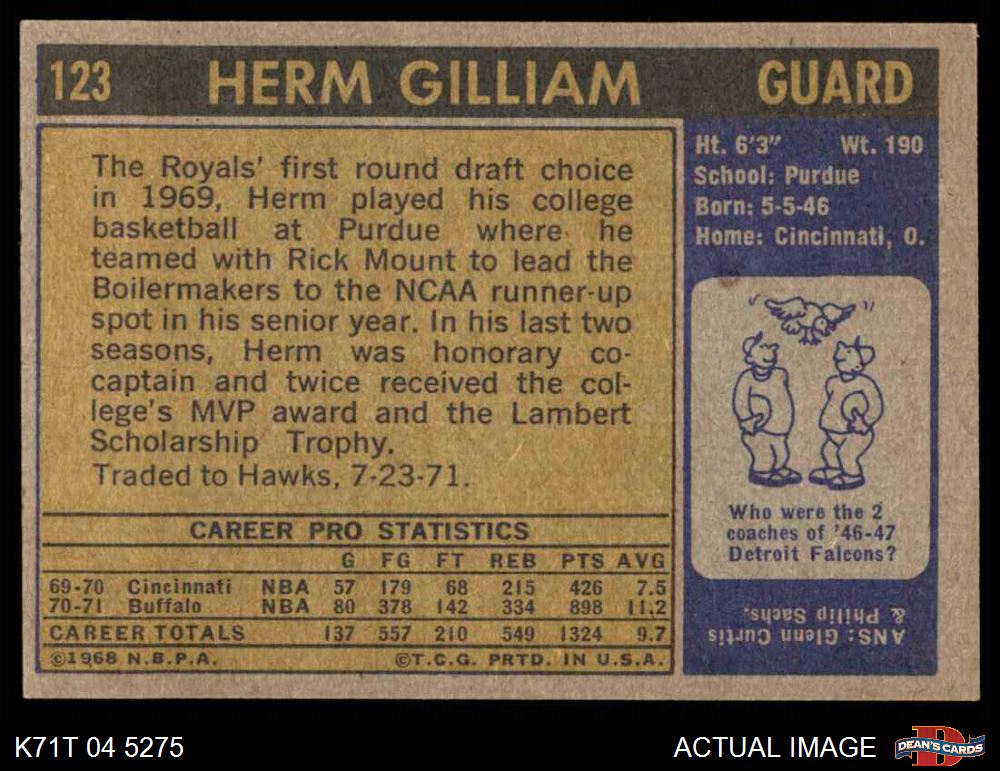 123 HERM GILLIAM GUARD
The Royals' first round draft choice
in 1969, Herm played his college
basketball at Purdue where he
teamed with Rick Mount to lead the
Boilermakers to the NCAA runner-up
spot in his senior year. In his last two
seasons, Herm was honorary co-
captain and twice received the col-
lege's MVP award and the Lambert
Scholarship Trophy.
Traded to Hawks, 7-23-71.
CAREER PRO STATISTICS
G FG FT REB PTS AVG
69-70 Cincinnati NBA 57 179 68 215 426 7.5
70-71 Buffalo NBA 80 378 142 334 898 11.2
CAREER TOTALS 137 557 210 549 1324 9.7
©1968 N.B.P.A. ©T.C.G. PRTD. IN U.S.A.
Ht. 6'3" Wt. 190
School: Purdue
Born: 5-5-46
Home: Cincinnati, O.
Who were the 2
coaches of '46-47
Detroit Falcons?
ANS: Glenn Curtis
& Philip Sachs.
K71T 04 5275
ACTUAL IMAGE
D
DEAN'S CARDS